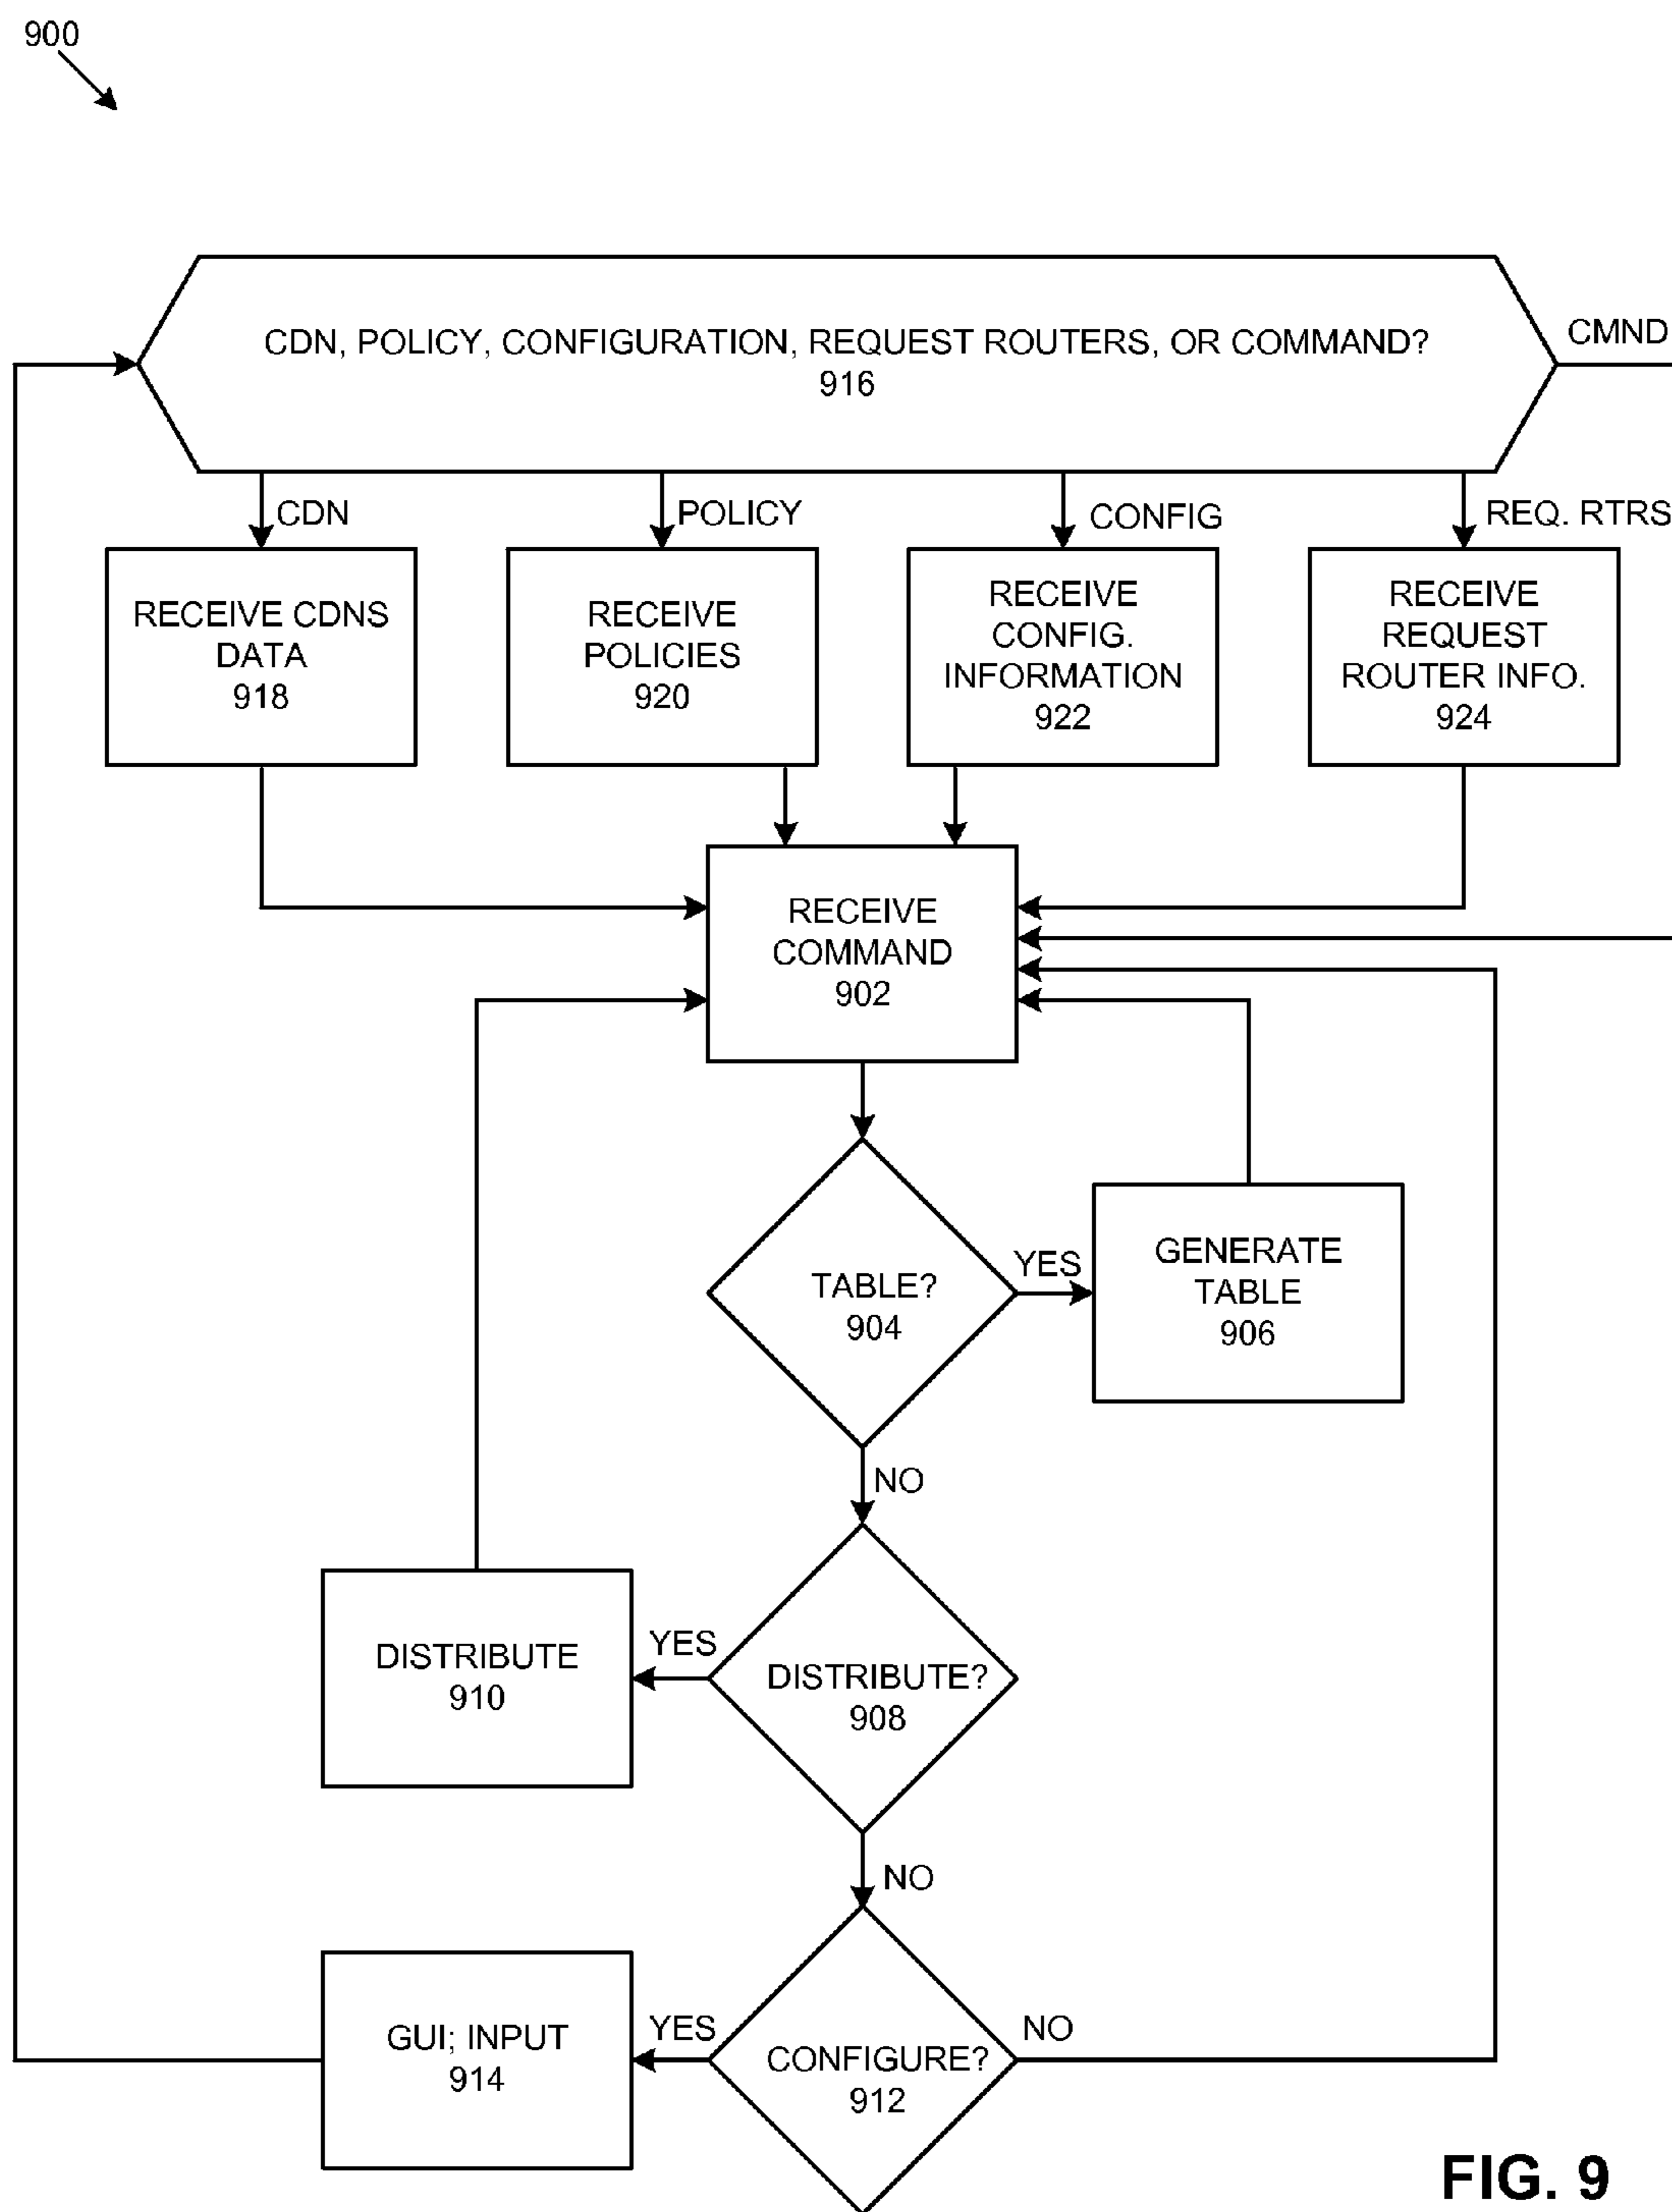 900
CDN, POLICY, CONFIGURATION, REQUEST ROUTERS, OR COMMAND?
916
CMND
CDN
POLICY
CONFIG
REQ. RTRS
RECEIVE CDNS
DATA
918
RECEIVE
POLICIES
920
RECEIVE
CONFIG.
INFORMATION
922
RECEIVE
REQUEST
ROUTER INFO.
924
RECEIVE
COMMAND
902
TABLE?
904
YES
GENERATE
TABLE
906
NO
DISTRIBUTE
910
YES
DISTRIBUTE?
908
NO
GUI; INPUT
914
YES
CONFIGURE?
912
NO
FIG. 9